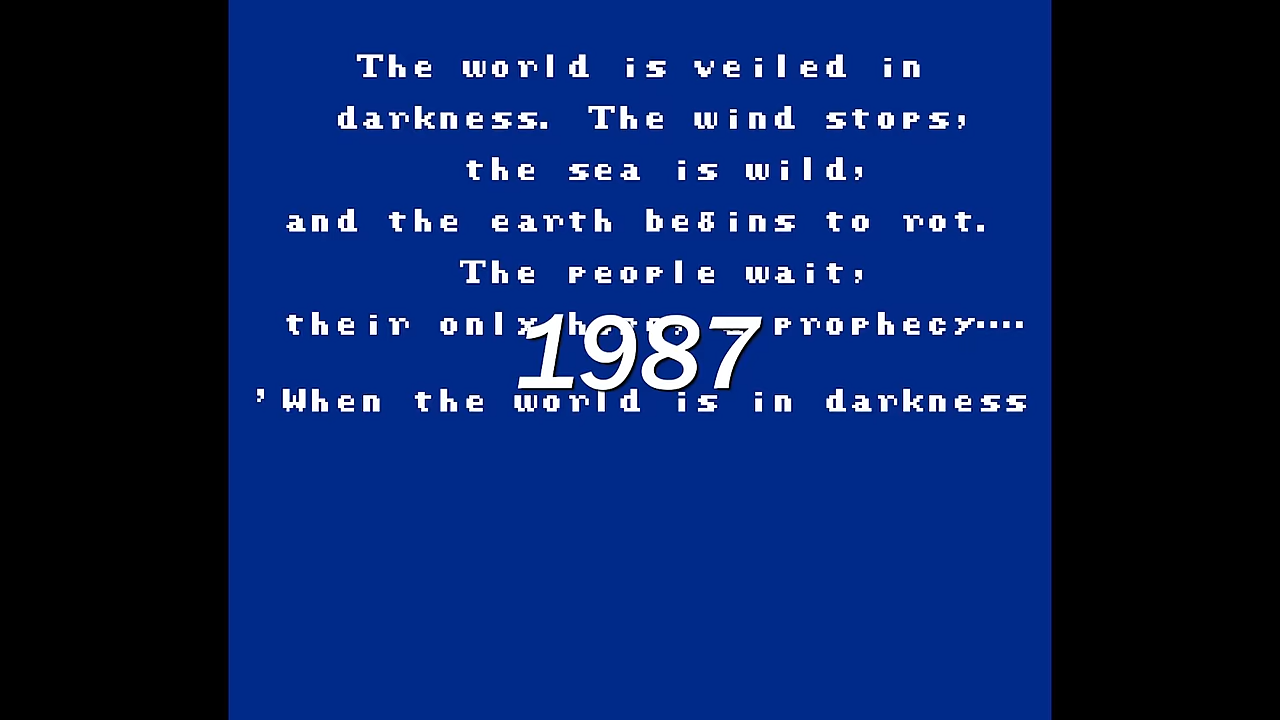 The world is veiled in
darkness. The wind stops,
the sea is wild,
and the earth begins to rot.
The people wait,
their only hope, a prophecy....
1987
'When the world is in darkness